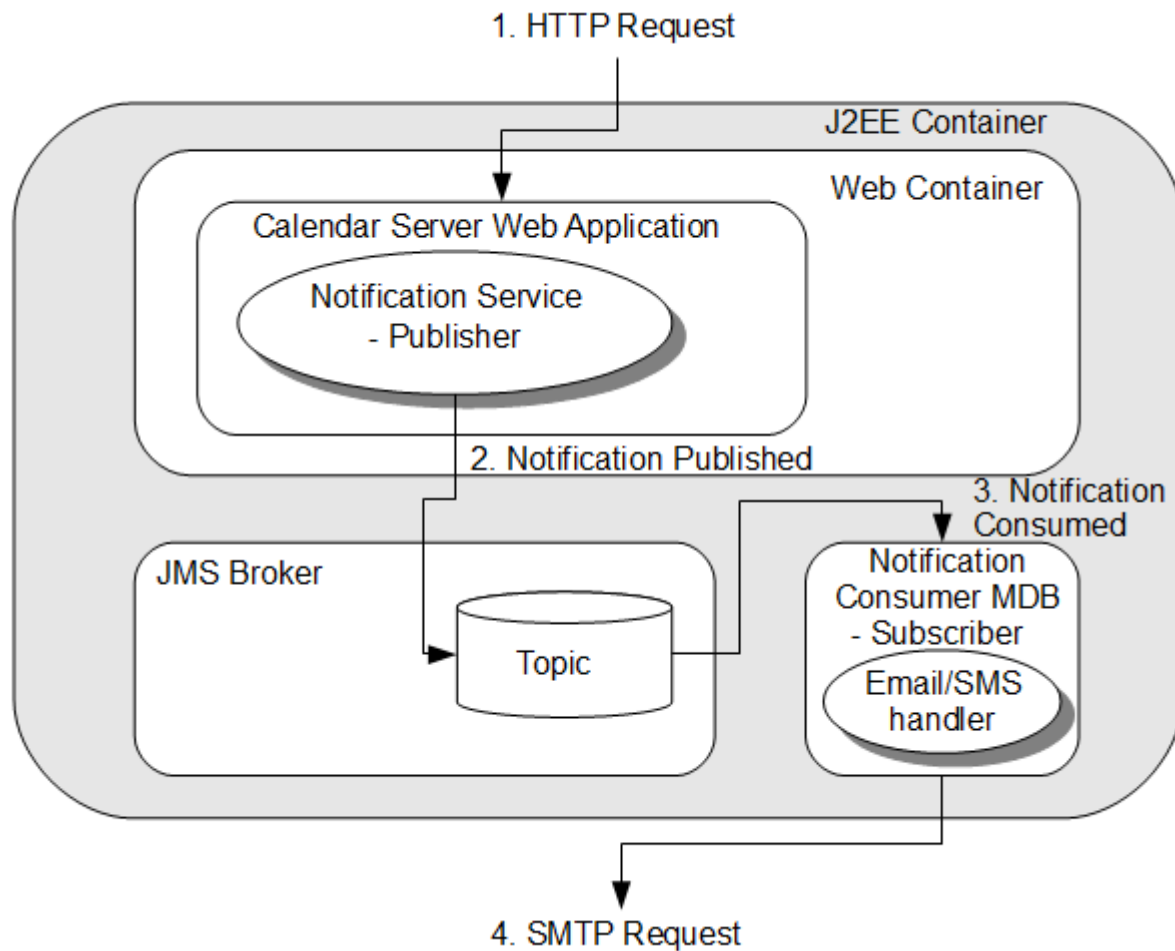 1. HTTP Request
J2EE Container
Web Container
Calendar Server Web Application
Notification Service
- Publisher
2. Notification Published
3. Notification
Consumed
JMS Broker
Topic
Notification
Consumer MDB
- Subscriber
Email/SMS
handler
4. SMTP Request